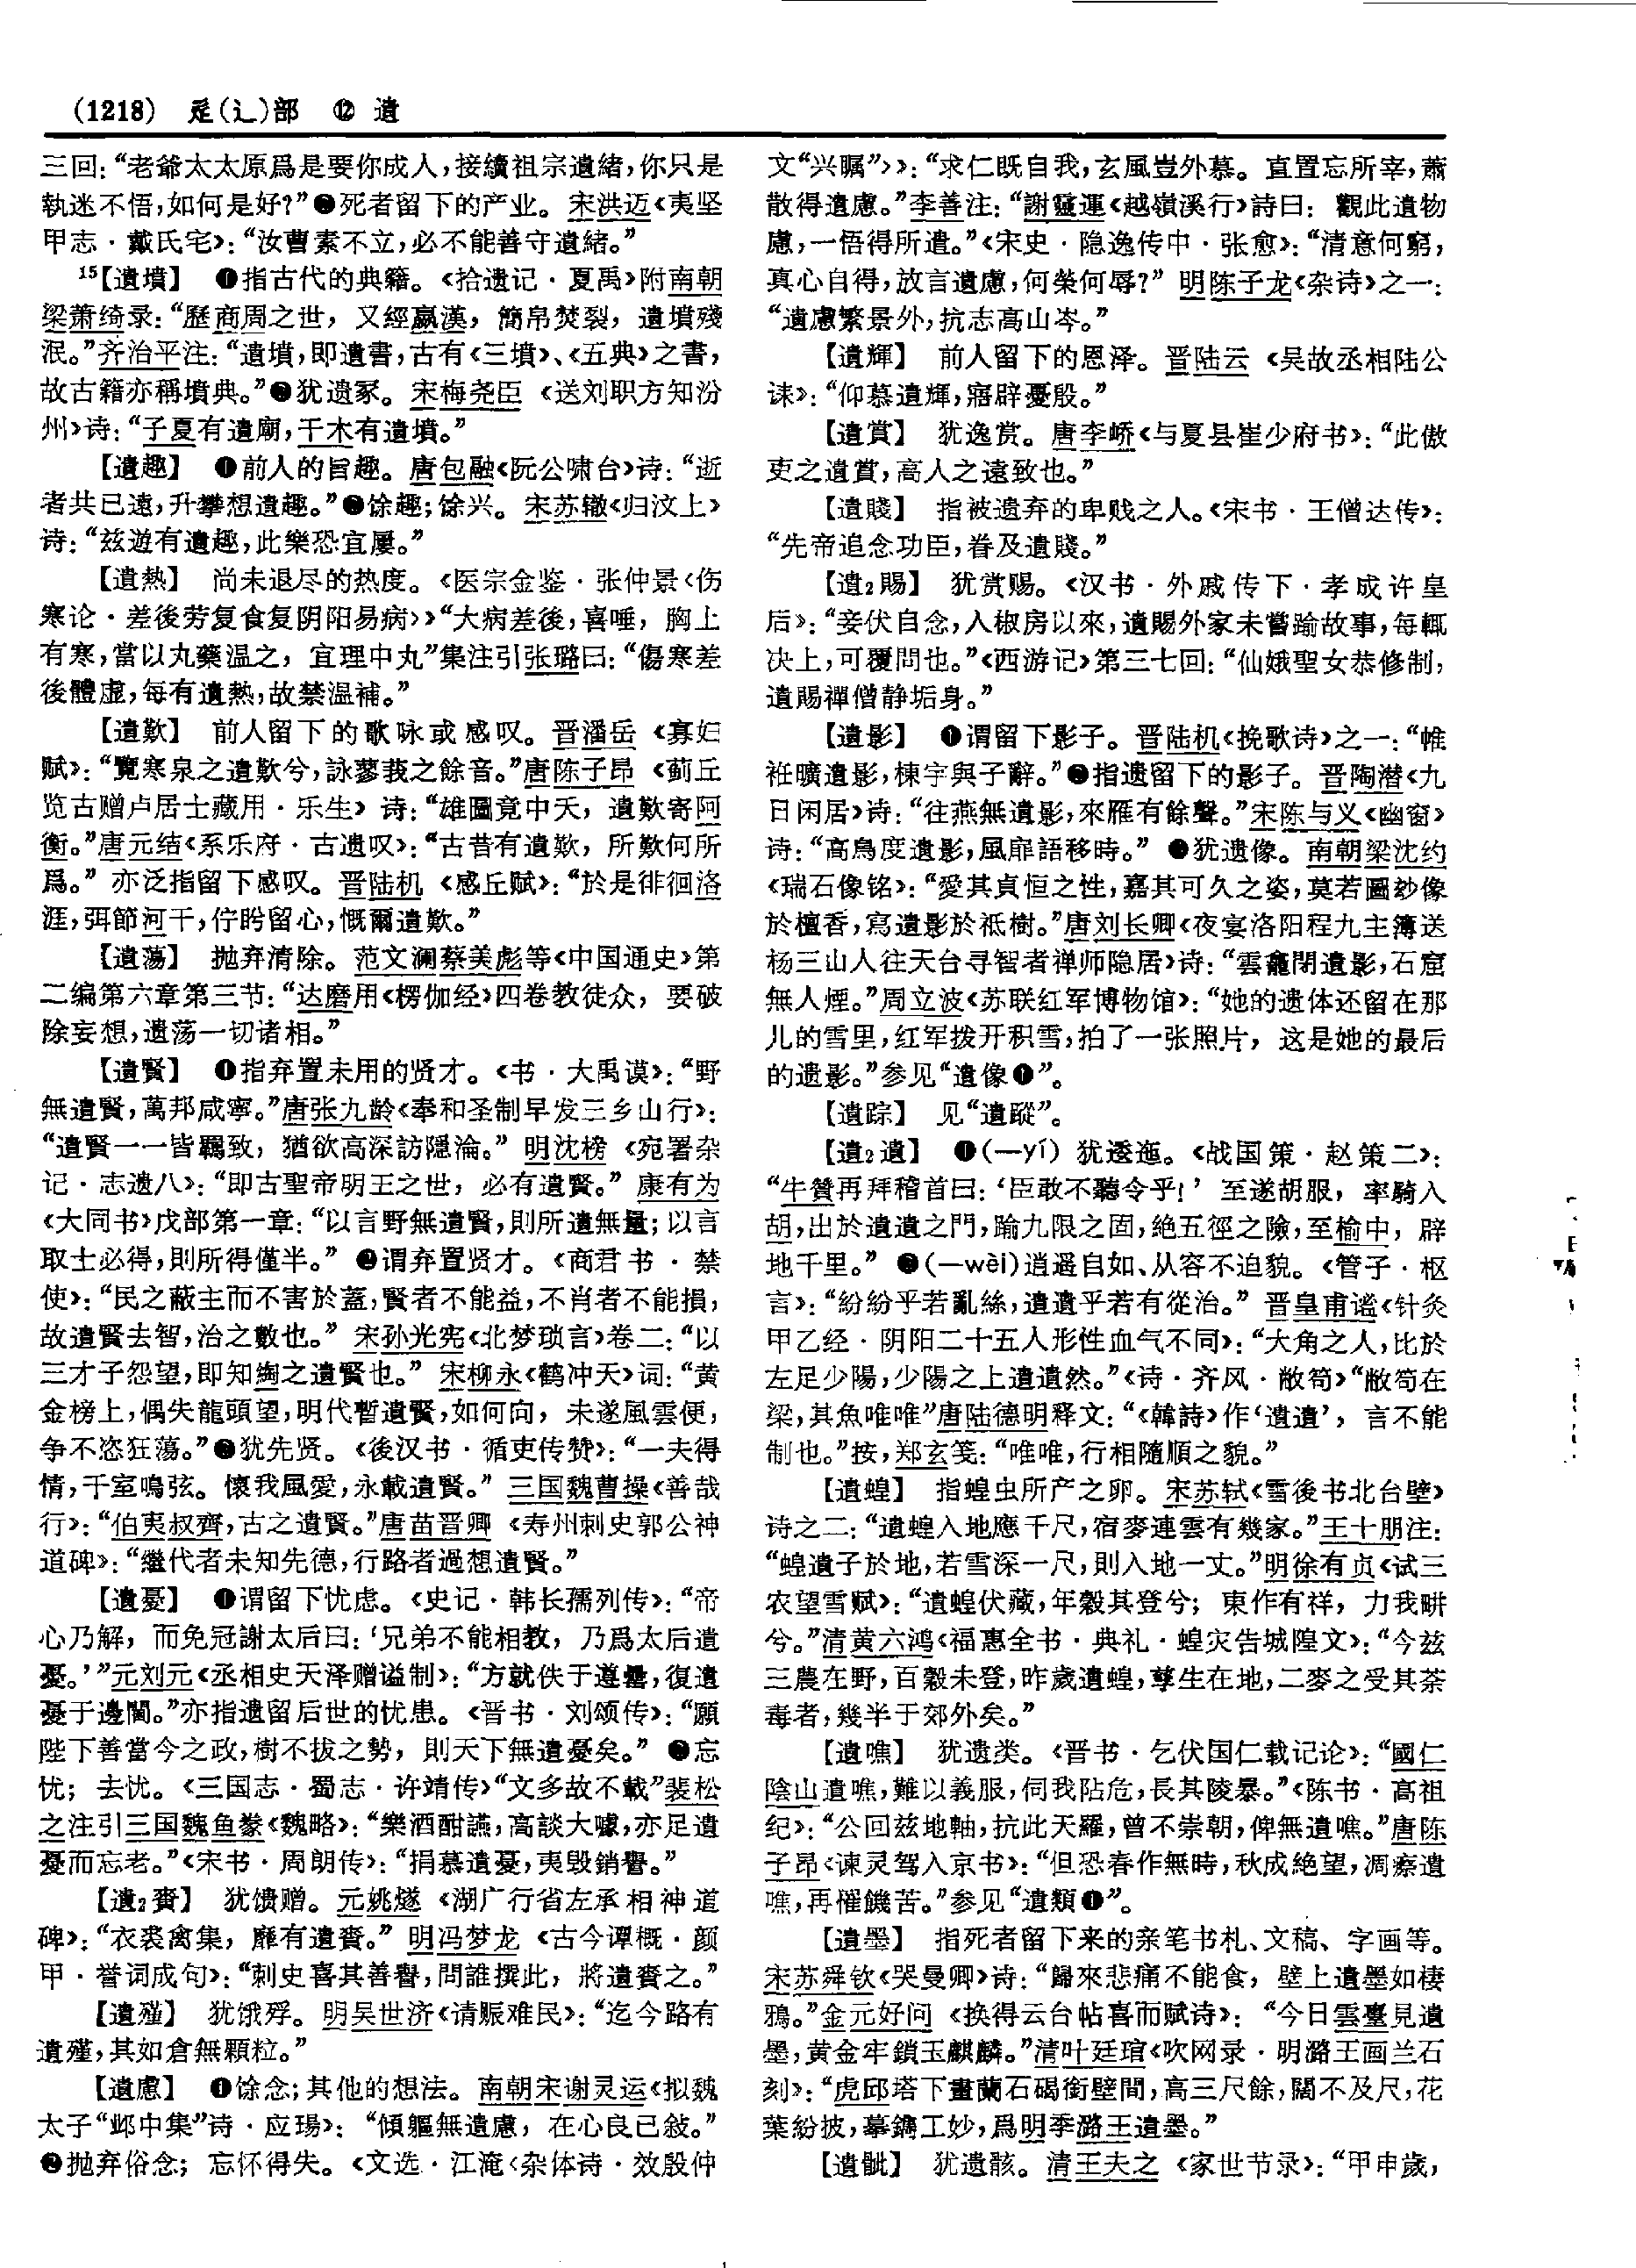 (1218) 辵(辶)部 ⑫ 遺
三回：“老爺太太原爲是要你成人，接續祖宗遺緒，你只是
執迷不悟，如何是好？”❷死者留下的产业。宋洪迈《夷坚
甲志·戴氏宅》：“汝曹素不立，必不能善守遺緒。”
15【遺墳】 ❶指古代的典籍。《拾遗记·夏禹》附南朝
梁萧绮录：“歷商周之世，又經嬴漢，簡帛焚裂，遺墳殘
泯。”齐治平注：“遺墳，即遺書，古有《三墳》、《五典》之書，
故古籍亦稱墳典。”❷犹遗冢。宋梅尧臣《送刘职方知汾
州》诗：“子夏有遺廟，干木有遺墳。”
【遺趣】 ❶前人的旨趣。唐包融《阮公啸台》诗：“逝
者共已遠，升攀想遺趣。”❷馀趣；馀兴。宋苏辙《归汶上》
诗：“兹遊有遺趣，此樂恐宜屢。”
【遺熱】 尚未退尽的热度。《医宗金鉴·张仲景〈伤
寒论·差後劳复食复阴阳易病〉》“大病差後，喜唾，胸上
有寒，當以丸藥温之，宜理中丸”集注引张璐曰：“傷寒差
後體虚，每有遺熱，故禁温補。”
【遺歎】 前人留下的歌咏或感叹。晋潘岳《寡妇
赋》：“覽寒泉之遺歎兮，詠蓼莪之餘音。”唐陈子昂《蓟丘
览古赠卢居士藏用·乐生》诗：“雄圖竟中夭，遺歎寄阿
衡。”唐元结《系乐府·古遗叹》：“古昔有遺歎，所歎何所
爲。”亦泛指留下感叹。晋陆机《感丘赋》：“於是徘徊洛
涯，弭節河干，佇眄留心，慨爾遺歎。”
【遺蕩】 抛弃清除。范文澜蔡美彪等《中国通史》第
二编第六章第三节：“达磨用《楞伽经》四卷教徒众，要破
除妄想，遗荡一切诸相。”
【遺賢】 ❶指弃置未用的贤才。《书·大禹谟》：“野
無遺賢，萬邦咸寧。”唐张九龄《奉和圣制早发三乡山行》：
“遺賢一一皆羈致，猶欲高深訪隱淪。”明沈榜《宛署杂
记·志遗八》：“即古聖帝明王之世，必有遺賢。”康有为
《大同书》戊部第一章：“以言野無遺賢，則所遺無量；以言
取士必得，則所得僅半。”❷谓弃置贤才。《商君书·禁
使》：“民之蔽主而不害於蓋，賢者不能益，不肖者不能損，
故遺賢去智，治之數也。”宋孙光宪《北梦琐言》卷二：“以
三才子怨望，即知綯之遺賢也。”宋柳永《鹤冲天》词：“黄
金榜上，偶失龍頭望，明代暫遺賢，如何向，未遂風雲便，
争不恣狂蕩。”❸犹先贤。《後汉书·循吏传赞》：“一夫得
情，千室鳴弦。懷我風愛，永載遺賢。”三国魏曹操《善哉
行》：“伯夷叔齊，古之遺賢。”唐苗晋卿《寿州刺史郭公神
道碑》：“繼代者未知先德，行路者過想遺賢。”
【遺憂】 ❶谓留下忧虑。《史记·韩长孺列传》：“帝
心乃解，而免冠謝太后曰：‘兄弟不能相教，乃爲太后遺
憂。’”元刘元《丞相史天泽赠谥制》：“方就佚于遵罍，復遺
憂于邊閫。”亦指遗留后世的忧患。《晋书·刘颂传》：“願
陛下善當今之政，樹不拔之勢，則天下無遺憂矣。”❷忘
忧；去忧。《三国志·蜀志·许靖传》“文多故不載”裴松
之注引三国魏鱼豢《魏略》：“樂酒酣讌，高談大噱，亦足遺
憂而忘老。”《宋书·周朗传》：“捐慕遺憂，夷毁銷譽。”
【遺2賚】 犹馈赠。元姚燧《湖广行省左丞相神道
碑》：“衣裘禽集，靡有遺賚。”明冯梦龙《古今谭概·颜
甲·誉词成句》：“刺史喜其善譽，問誰撰此，將遺賚之。”
【遺殣】 犹饿殍。明吴世济《请赈难民》：“迄今路有
遺殣，其如倉無顆粒。”
【遺慮】 ❶馀念；其他的想法。南朝宋谢灵运《拟魏
太子“邺中集”诗·应玚》：“傾軀無遺慮，在心良已敍。”
❷抛弃俗念；忘怀得失。《文选·江淹〈杂体诗·效殷仲
文“兴瞩”〉》：“求仁既自我，玄風豈外慕。直置忘所宰，蕭
散得遺慮。”李善注：“謝靈運《越嶺溪行》詩曰：觀此遺物
慮，一悟得所遣。”《宋史·隐逸传中·张愈》：“清意何窮，
真心自得，放言遺慮，何榮何辱？”明陈子龙《杂诗》之一：
“遺慮繁景外，抗志高山岑。”
【遺輝】 前人留下的恩泽。晋陆云《吴故丞相陆公
诔》：“仰慕遺輝，寤辟憂殷。”
【遺賞】 犹逸赏。唐李峤《与夏县崔少府书》：“此傲
吏之遺賞，高人之遠致也。”
【遺賤】 指被遗弃的卑贱之人。《宋书·王僧达传》：
“先帝追念功臣，眷及遺賤。”
【遺2賜】 犹赏赐。《汉书·外戚传下·孝成许皇
后》：“妾伏自念，入椒房以來，遺賜外家未嘗踰故事，每輒
决上，可覆問也。”《西游记》第三七回：“仙娥聖女恭修制，
遺賜禪僧静垢身。”
【遺影】 ❶谓留下影子。晋陆机《挽歌诗》之一：“帷
袵曠遺影，棟宇與子辭。”❷指遗留下的影子。晋陶潜《九
日闲居》诗：“往燕無遺影，來雁有餘聲。”宋陈与义《幽窗》
诗：“高鳥度遺影，風扉語移時。”❸犹遗像。南朝梁沈约
《瑞石像铭》：“愛其貞恒之性，嘉其可久之姿，莫若圖妙像
於檀香，寫遺影於祇樹。”唐刘长卿《夜宴洛阳程九主簿送
杨三山人往天台寻智者禅师隐居》诗：“雲龕閉遺影，石窟
無人煙。”周立波《苏联红军博物馆》：“她的遗体还留在那
儿的雪里，红军拨开积雪，拍了一张照片，这是她的最后
的遗影。”参见“遺像❶”。
【遺踪】 见“遺蹤”。
【遺2遺】 ❶(—yí) 犹逶迤。《战国策·赵策二》：
“牛贊再拜稽首曰：‘臣敢不聽令乎！’至遂胡服，率騎入
胡，出於遺遺之門，踰九限之固，絶五徑之險，至榆中，辟
地千里。”❷(—wèi)逍遥自如、从容不迫貌。《管子·枢
言》：“紛紛乎若亂絲，遺遺乎若有從治。”晋皇甫谧《针灸
甲乙经·阴阳二十五人形性血气不同》：“大角之人，比於
左足少陽，少陽之上遺遺然。”《诗·齐风·敝笱》“敝笱在
梁，其魚唯唯”唐陆德明释文：“《韓詩》作‘遺遺’，言不能
制也。”按，郑玄笺：“唯唯，行相隨順之貌。”
【遺蝗】 指蝗虫所产之卵。宋苏轼《雪後书北台壁》
诗之二：“遺蝗入地應千尺，宿麥連雲有幾家。”王十朋注：
“蝗遺子於地，若雪深一尺，則入地一丈。”明徐有贞《试三
农望雪赋》：“遺蝗伏藏，年穀其登兮；東作有祥，力我畊
兮。”清黄六鸿《福惠全书·典礼·蝗灾告城隍文》：“今兹
三農在野，百穀未登，昨歲遺蝗，孽生在地，二麥之受其荼
毒者，幾半于郊外矣。”
【遺噍】 犹遗类。《晋书·乞伏国仁载记论》：“國仁
陰山遺噍，難以義服，伺我阽危，長其陵暴。”《陈书·高祖
纪》：“公回兹地軸，抗此天羅，曾不崇朝，俾無遺噍。”唐陈
子昂《谏灵驾入京书》：“但恐春作無時，秋成絶望，凋瘵遺
噍，再罹饑苦。”参见“遺類❶”。
【遺墨】 指死者留下来的亲笔书札、文稿、字画等。
宋苏舜钦《哭曼卿》诗：“歸來悲痛不能食，壁上遺墨如棲
鴉。”金元好问《换得云台帖喜而赋诗》：“今日雲臺見遺
墨，黄金牢鎖玉麒麟。”清叶廷琯《吹网录·明潞王画兰石
刻》：“虎邱塔下畫蘭石碣銜壁間，高三尺餘，闊不及尺，花
葉紛披，摹鐫工妙，爲明季潞王遺墨。”
【遺骴】 犹遗骸。清王夫之《家世节录》：“甲申歲，